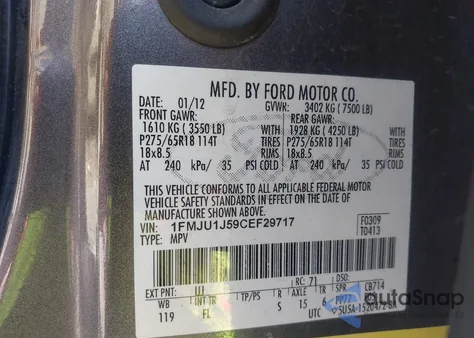 MFD. BY FORD MOTOR CO.
DATE: 01/12 GVWR: 3402 KG ( 7500 LB)
FRONT GAWR: REAR GAWR:
1610 KG ( 3550 LB) WITH 1928 KG ( 4250 LB) WITH
P275/65R18 114T TIRES P275/65R18 114T TIRES
18x8.5 RIMS 18x8.5 RIMS
AT 240 kPa/ 35 PSI COLD AT 240 kPa/ 35 PSI COLD
THIS VEHICLE CONFORMS TO ALL APPLICABLE FEDERAL MOTOR
VEHICLE SAFETY STANDARDS AND THEFT PREVENTION STANDARDS
IN EFFECT ON THE DATE OF MANUFACTURE SHOWN ABOVE.
VIN: 1FMJU1J59CEF29717 F0309
TYPE: MPV T0413
EXT PNT: UJ RC: 71 DSO:
WB INT TR TP/PS R AXLE TR SPR CB714
119 FL S 15 6 PP77
UTC
autoSnap